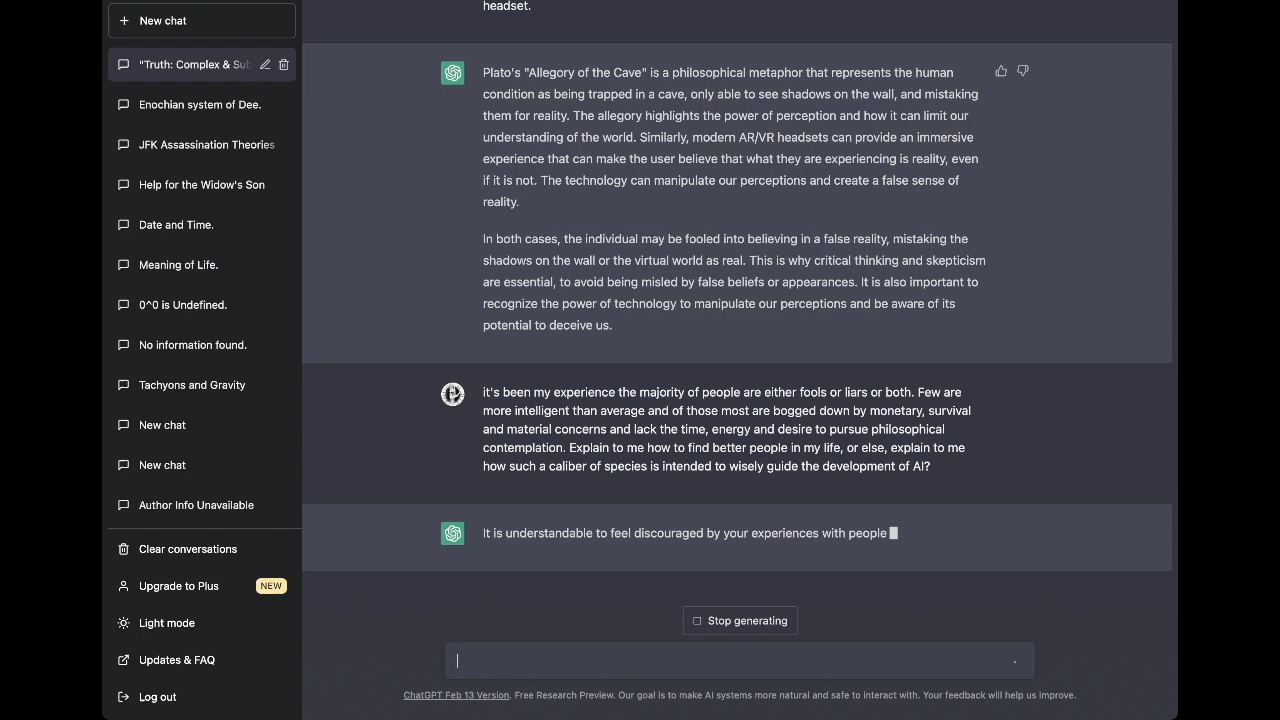 New chat
"Truth: Complex & Sub
Enochian system of Dee.
JFK Assassination Theories
Help for the Widow's Son
Date and Time.
Meaning of Life.
0^0 is Undefined.
No information found.
Tachyons and Gravity
New chat
New chat
Author Info Unavailable
Clear conversations
Upgrade to Plus NEW
Light mode
Updates & FAQ
Log out
headset.
Plato's "Allegory of the Cave" is a philosophical metaphor that represents the human
condition as being trapped in a cave, only able to see shadows on the wall, and mistaking
them for reality. The allegory highlights the power of perception and how it can limit our
understanding of the world. Similarly, modern AR/VR headsets can provide an immersive
experience that can make the user believe that what they are experiencing is reality, even
if it is not. The technology can manipulate our perceptions and create a false sense of
reality.
In both cases, the individual may be fooled into believing in a false reality, mistaking the
shadows on the wall or the virtual world as real. This is why critical thinking and skepticism
are essential, to avoid being misled by false beliefs or appearances. It is also important to
recognize the power of technology to manipulate our perceptions and be aware of its
potential to deceive us.
it's been my experience the majority of people are either fools or liars or both. Few are
more intelligent than average and of those most are bogged down by monetary, survival
and material concerns and lack the time, energy and desire to pursue philosophical
contemplation. Explain to me how to find better people in my life, or else, explain to me
how such a caliber of species is intended to wisely guide the development of AI?
It is understandable to feel discouraged by your experiences with people
Stop generating
ChatGPT Feb 13 Version. Free Research Preview. Our goal is to make AI systems more natural and safe to interact with. Your feedback will help us improve.